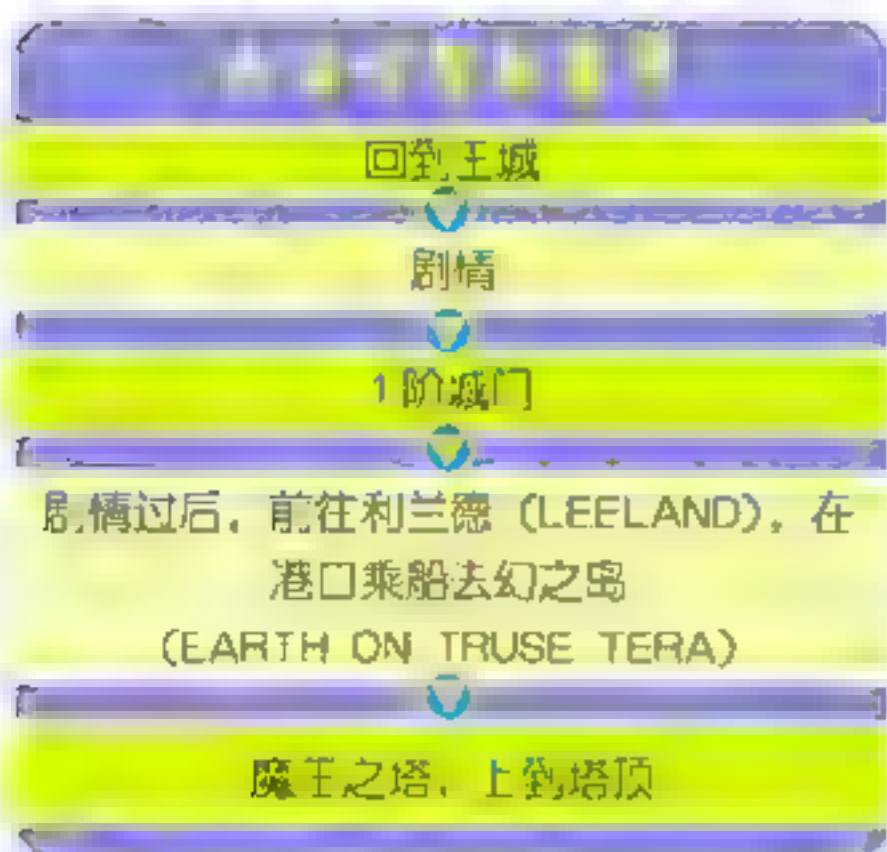 回到王城
剧情
1 阶城门
剧情过后，前往利兰德 (LEELAND)，在
港口乘船去幻之岛
(EARTH ON TRUSE TERA)
魔王之塔，上到塔顶